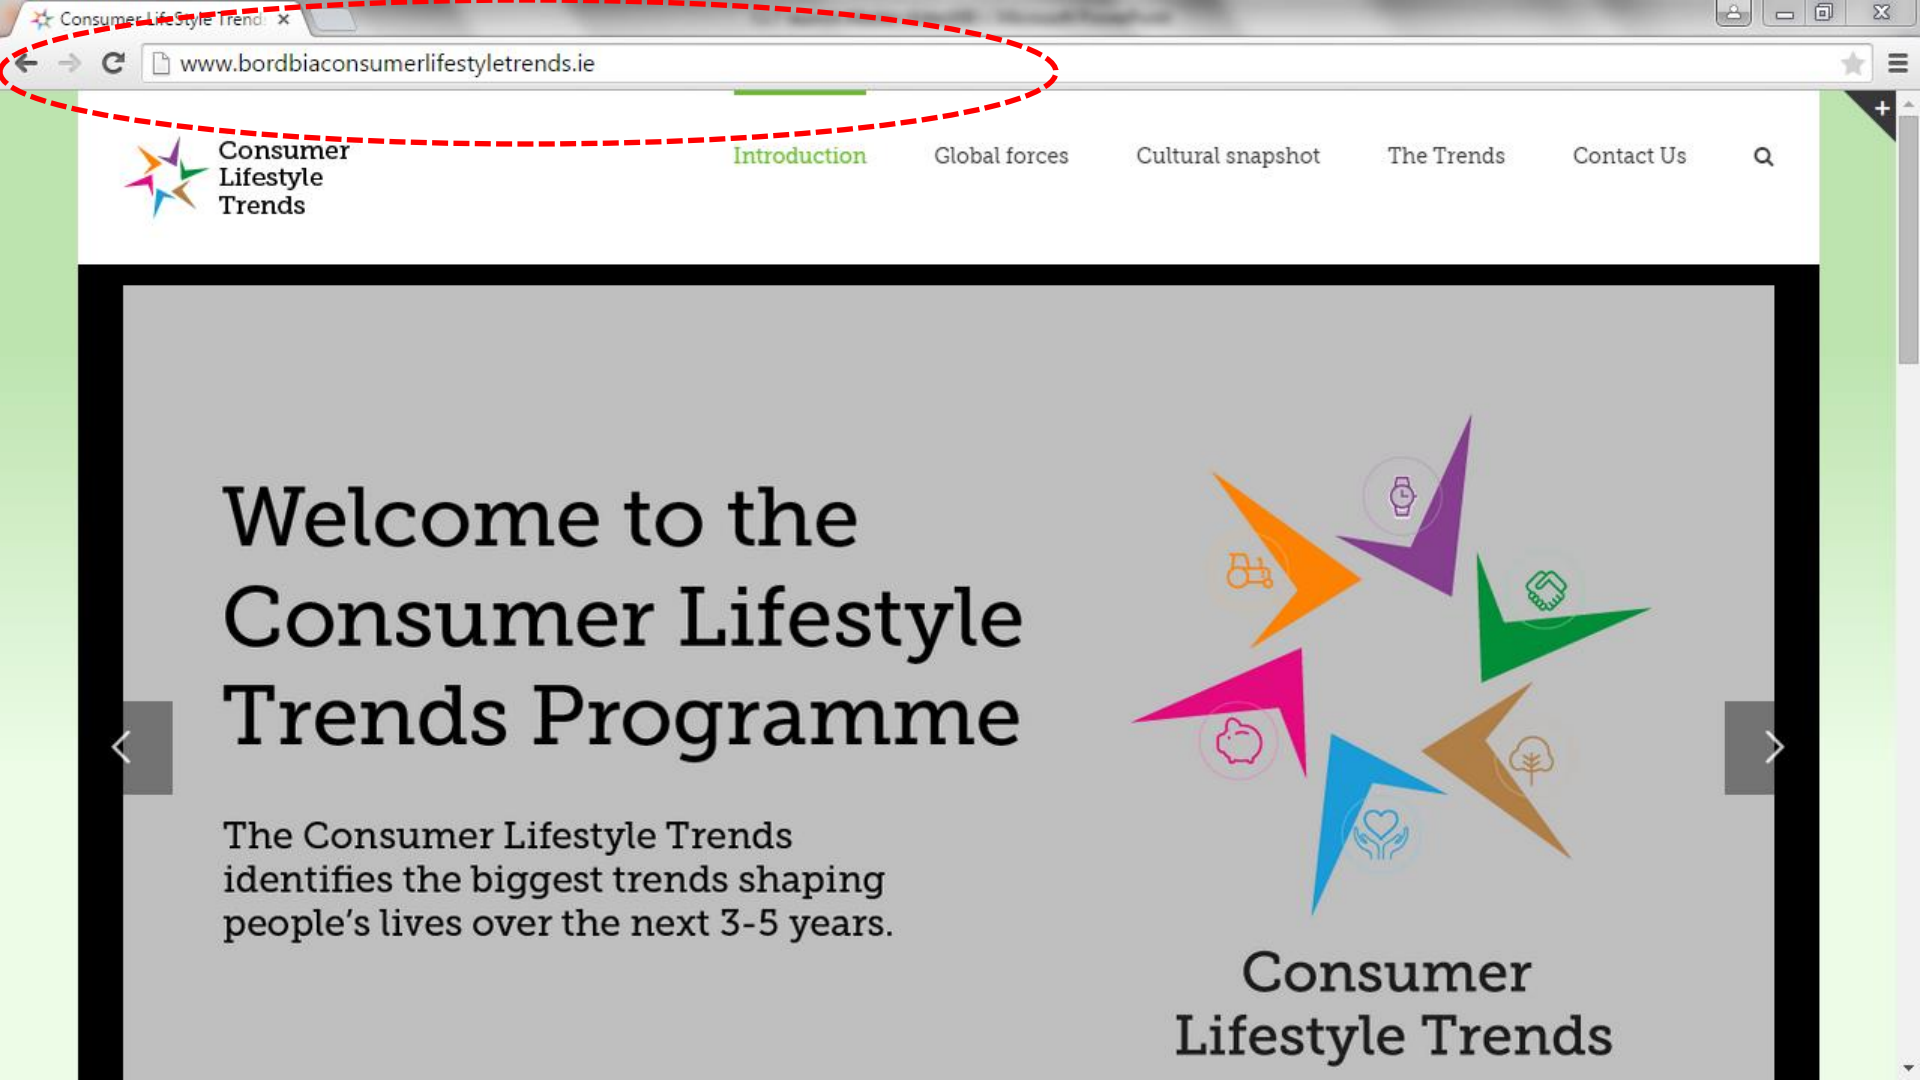 Consumer LifeStyle Trend
www.bordbiaconsumerlifestyletrends.ie
Consumer
Lifestyle
Trends
Introduction
Global forces
Cultural snapshot
The Trends
Contact Us
Welcome to the
Consumer Lifestyle
Trends Programme
The Consumer Lifestyle Trends
identifies the biggest trends shaping
people's lives over the next 3-5 years.
Consumer
Lifestyle Trends